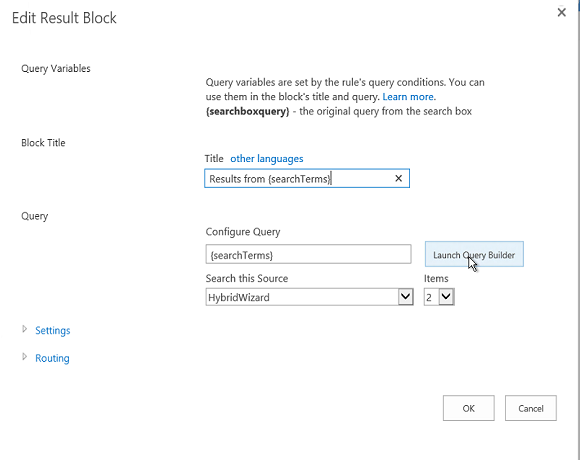 Edit Result Block
Query Variables
Query variables are set by the rule's query conditions. You can
use them in the block's title and query. Learn more.
{searchboxquery} - the original query from the search box
Block Title
Title other languages
Results from {searchTerms}
Query
Configure Query
{searchTerms}
Launch Query Builder
Search this Source
Items
HybridWizard
2
Settings
Routing
OK
Cancel